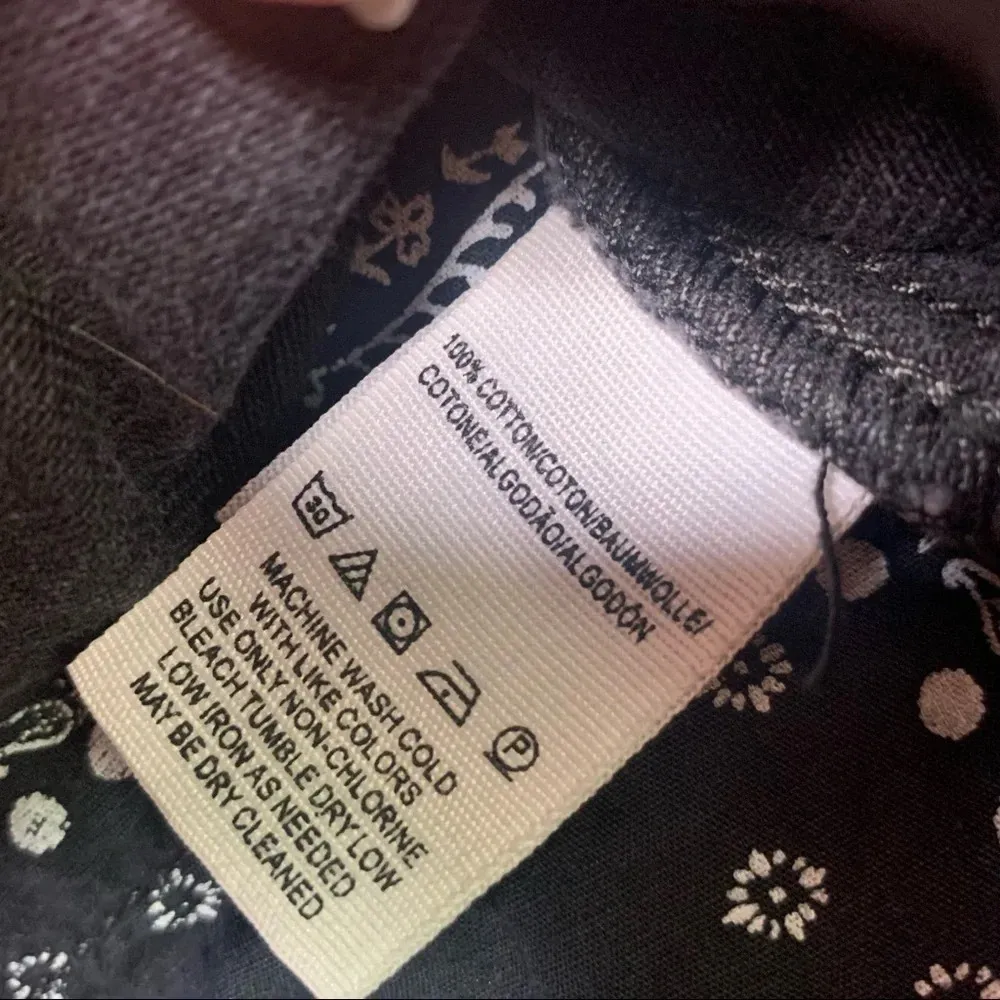 100% COTTON/COTON/BAUMWOLLE/
COTONE/ALGODÃO/ALGODÓN
30
P
MACHINE WASH COLD
WITH LIKE COLORS
USE ONLY NON-CHLORINE
BLEACH TUMBLE DRY LOW
LOW IRON AS NEEDED
MAY BE DRY CLEANED